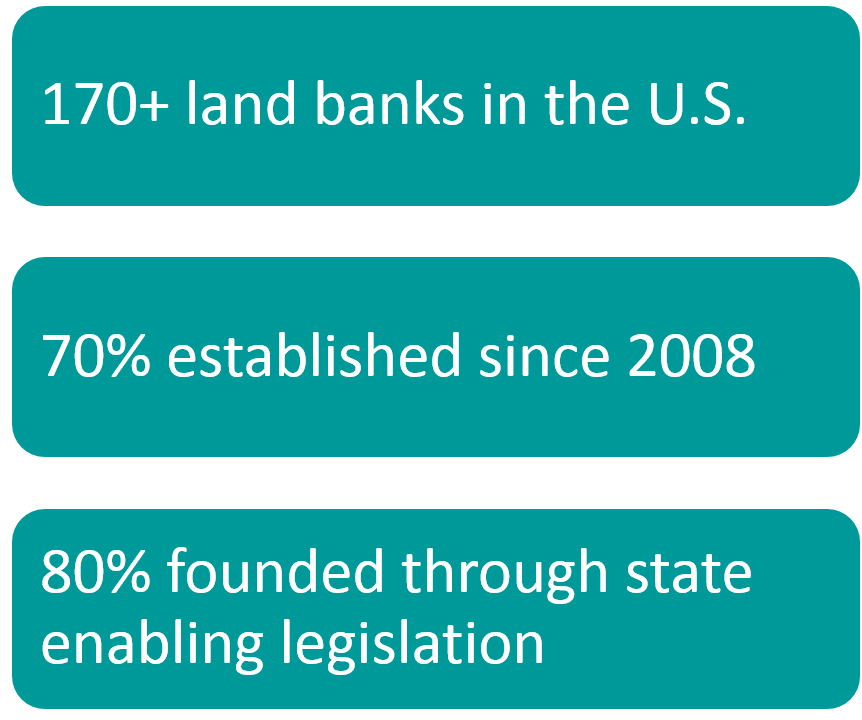 170+ land banks in the U.S.
70% established since 2008
80% founded through state
enabling legislation